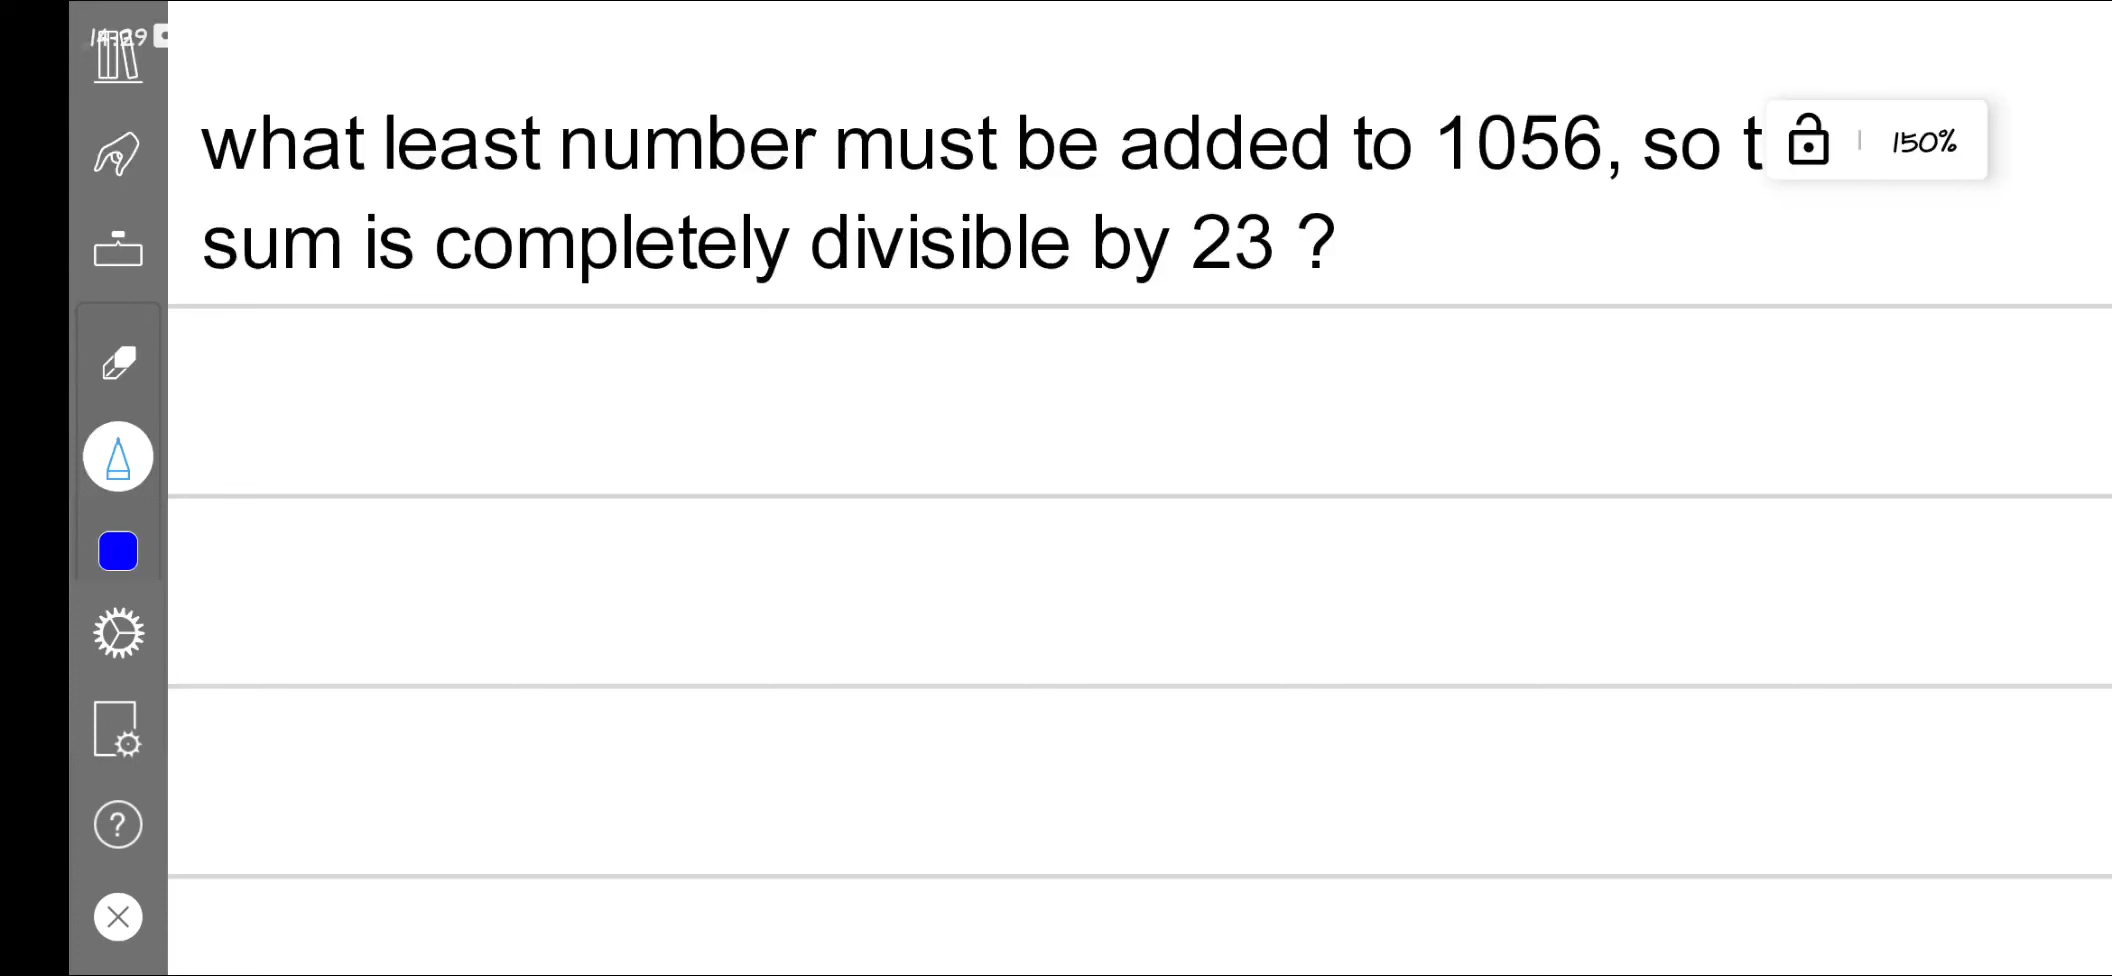 what least number must be added to 1056, so t
150%
sum is completely divisible by 23 ?
?